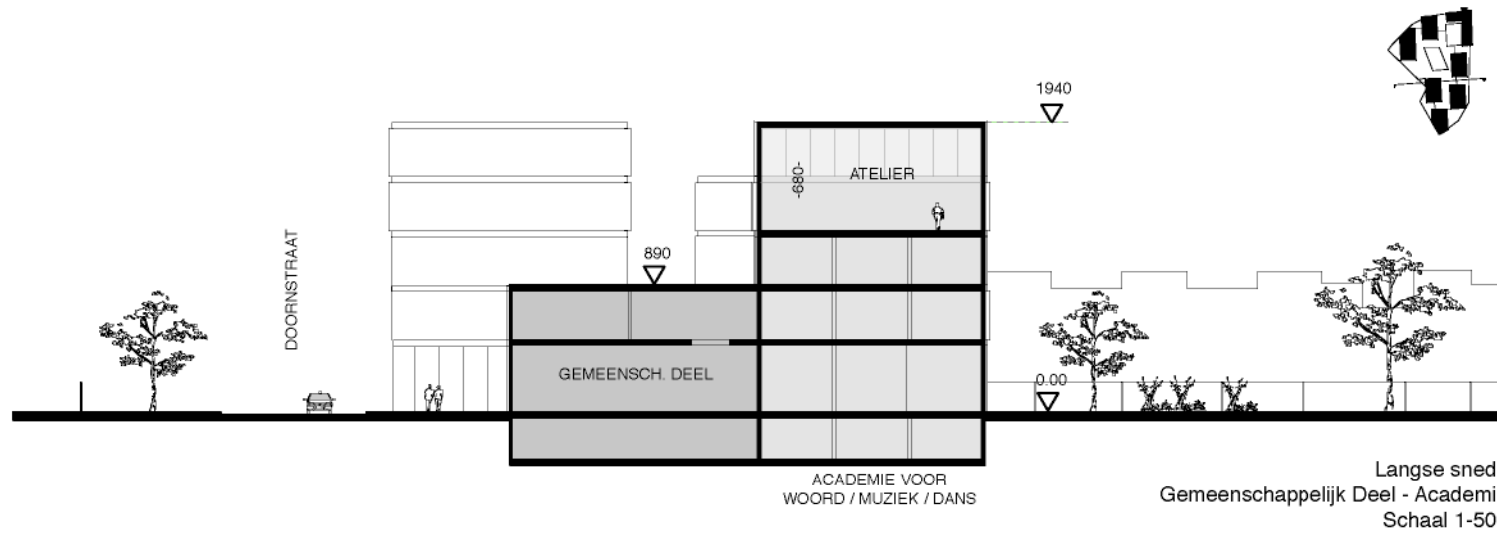 1940
-680-
ATELIER
DOORNSTRAAT
890
GEMEENSCH. DEEL
0.00
ACADEMIE VOOR
WOORD / MUZIEK / DANS
Langse sned
Gemeenschappelijk Deel - Academi
Schaal 1-50